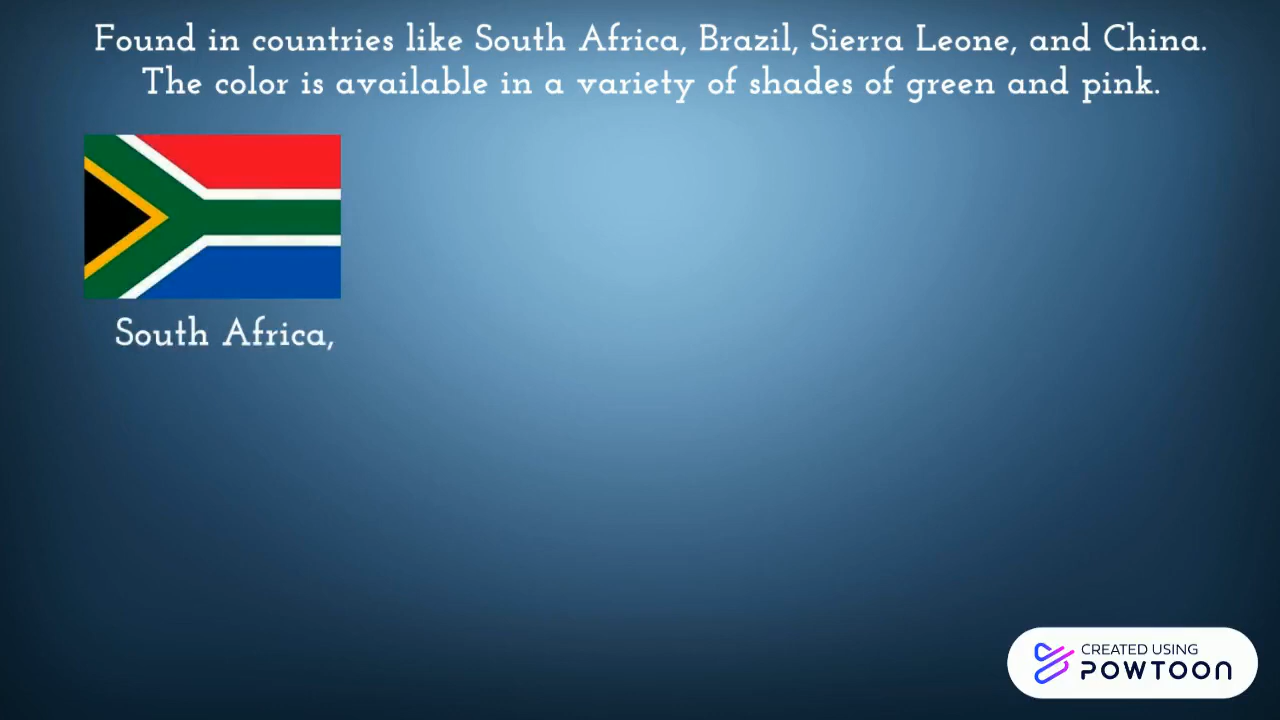 Found in countries like South Africa, Brazil, Sierra Leone, and China.
The color is available in a variety of shades of green and pink.
South Africa,
CREATED USING
POWTOON